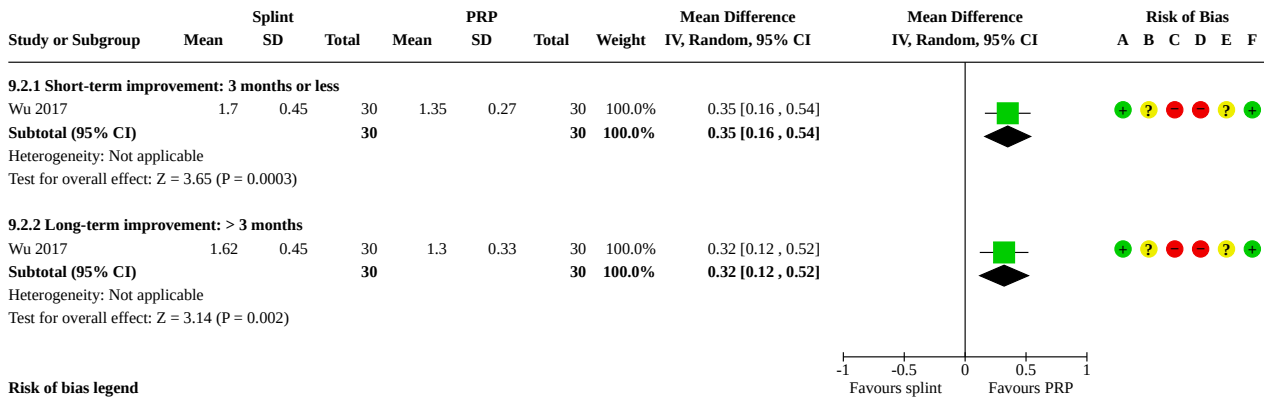 Splint PRP Mean Difference Mean Difference Risk of Bias
Study or Subgroup Mean SD Total Mean SD Total Weight IV, Random, 95% CI IV, Random, 95% CI A B C D E F
9.2.1 Short-term improvement: 3 months or less
Wu 2017 1.7 0.45 30 1.35 0.27 30 100.0% 0.35 [0.16 , 0.54] + ? − − ? +
Subtotal (95% CI) 30 30 100.0% 0.35 [0.16 , 0.54]
Heterogeneity: Not applicable
Test for overall effect: Z = 3.65 (P = 0.0003)
9.2.2 Long-term improvement: > 3 months
Wu 2017 1.62 0.45 30 1.3 0.33 30 100.0% 0.32 [0.12 , 0.52] + ? − − ? +
Subtotal (95% CI) 30 30 100.0% 0.32 [0.12 , 0.52]
Heterogeneity: Not applicable
Test for overall effect: Z = 3.14 (P = 0.002)
-1 -0.5 0 0.5 1
Risk of bias legend Favours splint Favours PRP